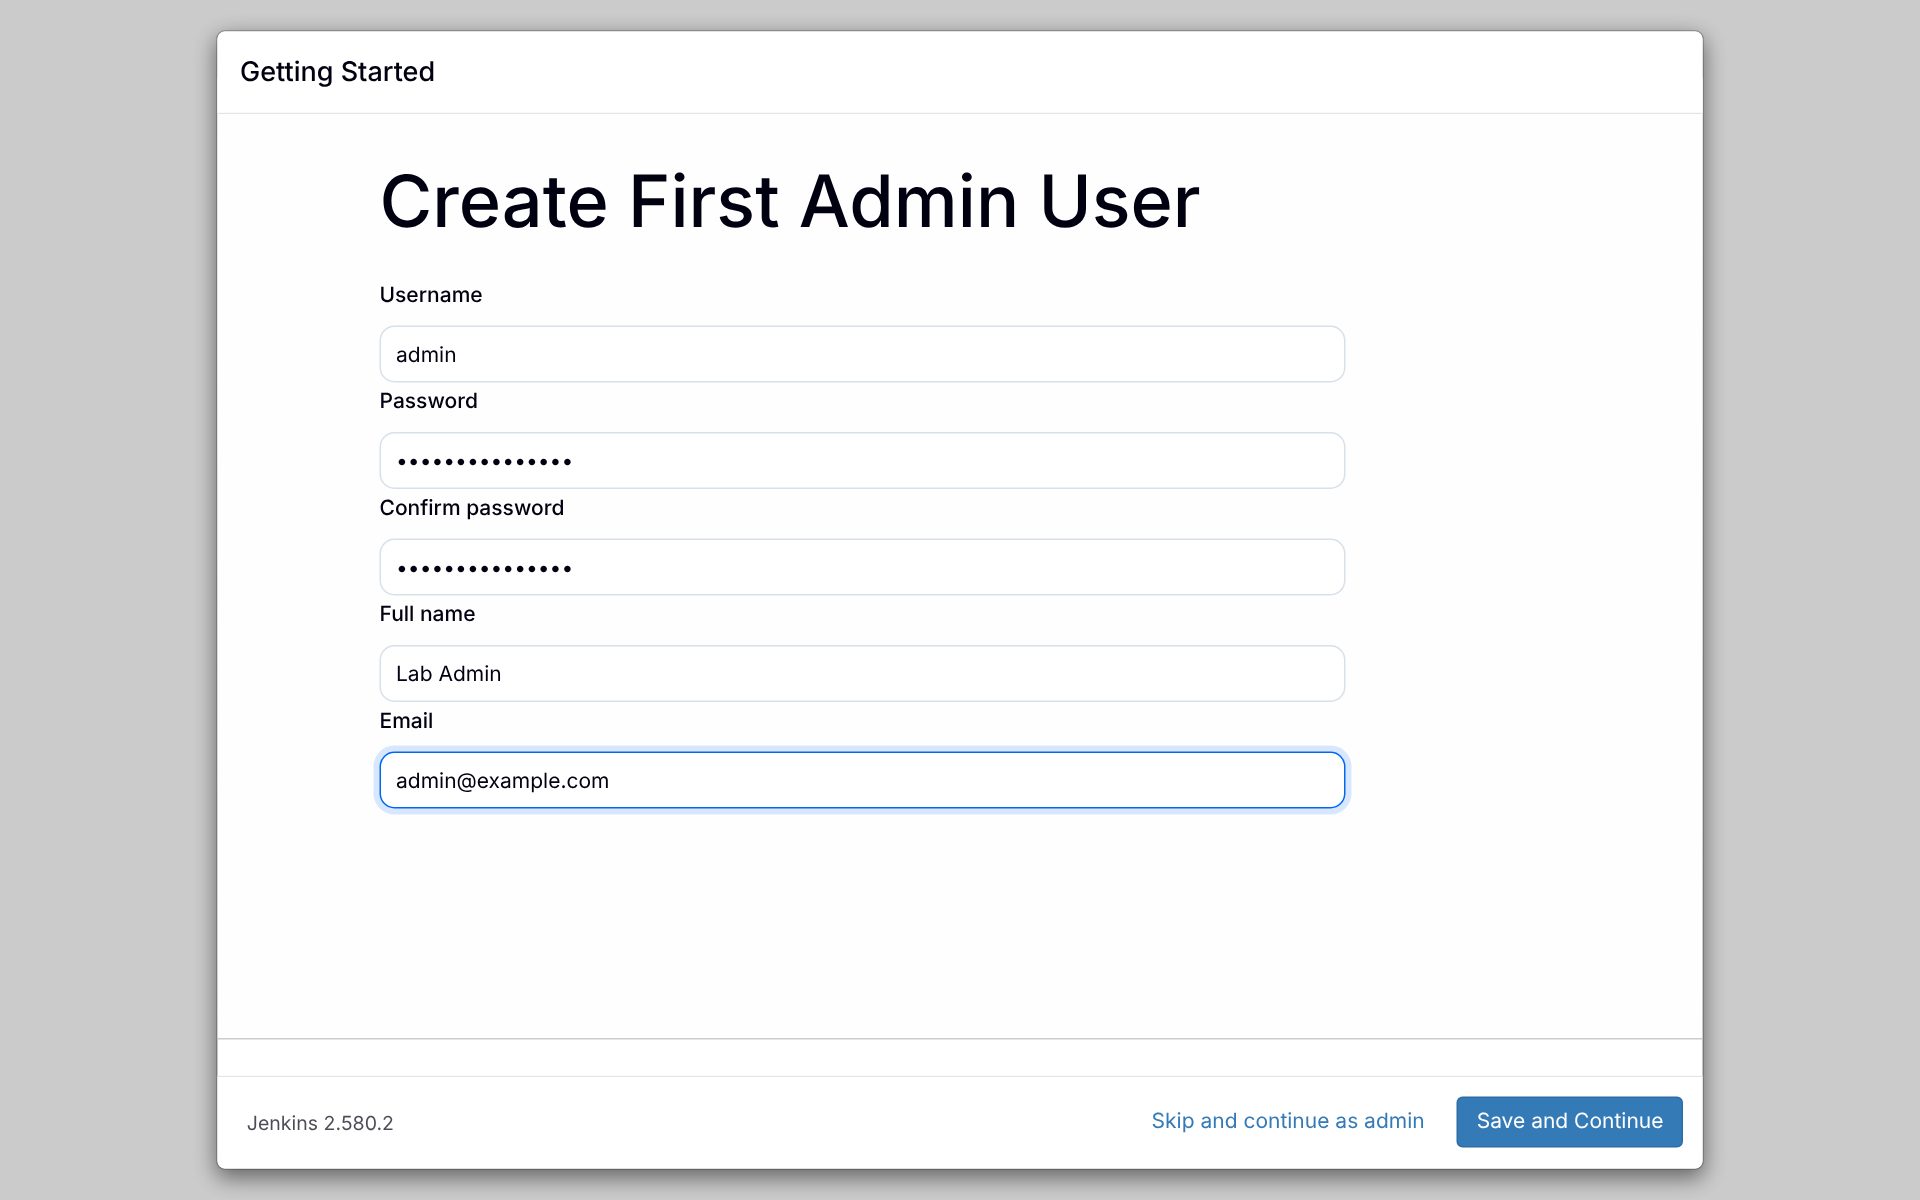 Getting Started
Create First Admin User
Username
admin
Password
•••••••••••••••
Confirm password
•••••••••••••••
Full name
Lab Admin
Email
admin@example.com
Jenkins 2.580.2
Skip and continue as admin
Save and Continue